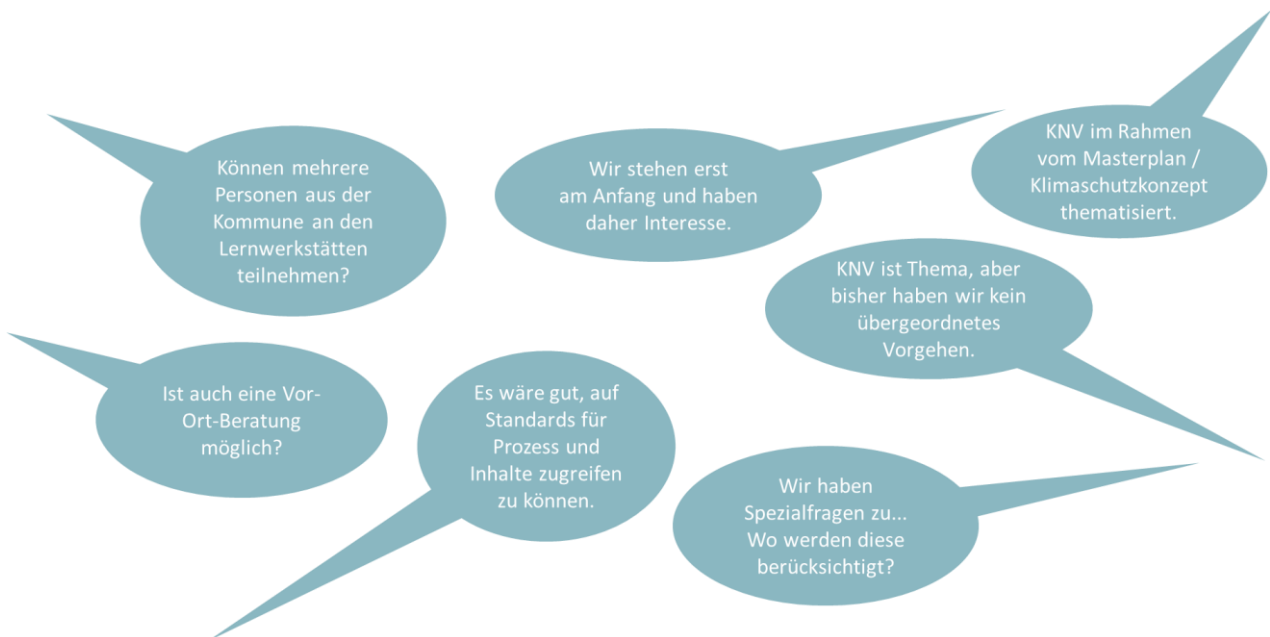 Können mehrere
Personen aus der
Kommune an den
Lernwerkstätten
teilnehmen?
Wir stehen erst
am Anfang und haben
daher Interesse.
KNV im Rahmen
vom Masterplan /
Klimaschutzkonzept
thematisiert.
KNV ist Thema, aber
bisher haben wir kein
übergeordnetes
Vorgehen.
Ist auch eine Vor-
Ort-Beratung
möglich?
Es wäre gut, auf
Standards für
Prozess und
Inhalte zugreifen
zu können.
Wir haben
Spezialfragen zu...
Wo werden diese
berücksichtigt?